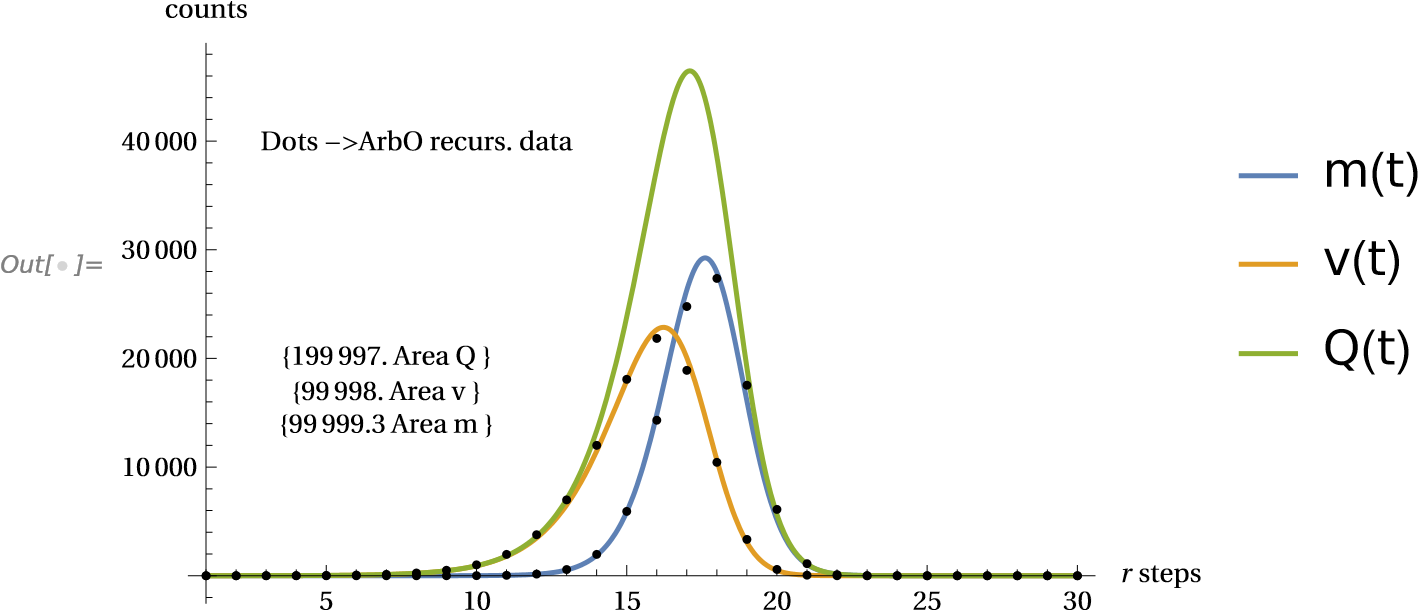 counts
40 000
Dots −>ArbO recurs. data
m(t)
30 000
Out[ ]=
v(t)
20 000
{199 997. Area Q }
Q(t)
{99 998. Area v }
{99 999.3 Area m }
10 000
r steps
5 10 15 20 25 30